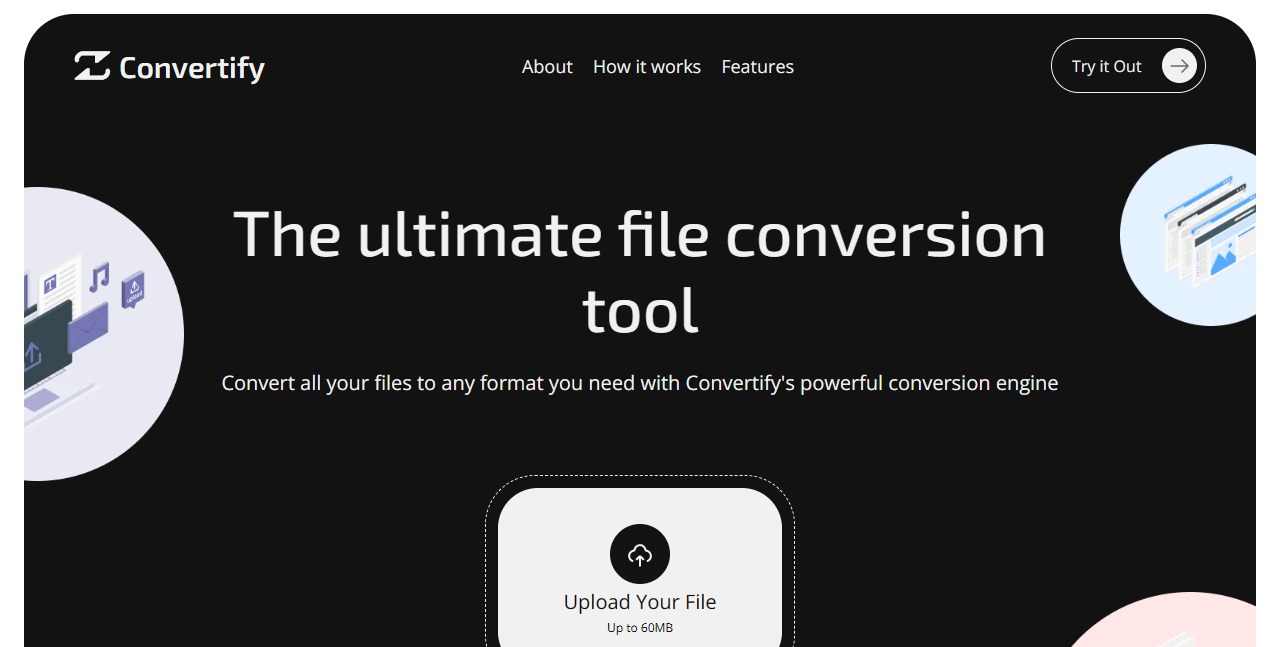 Convertify
About How it works Features
Try it Out
The ultimate file conversion
tool
Convert all your files to any format you need with Convertify's powerful conversion engine
T
upload
Upload Your File
Up to 60MB